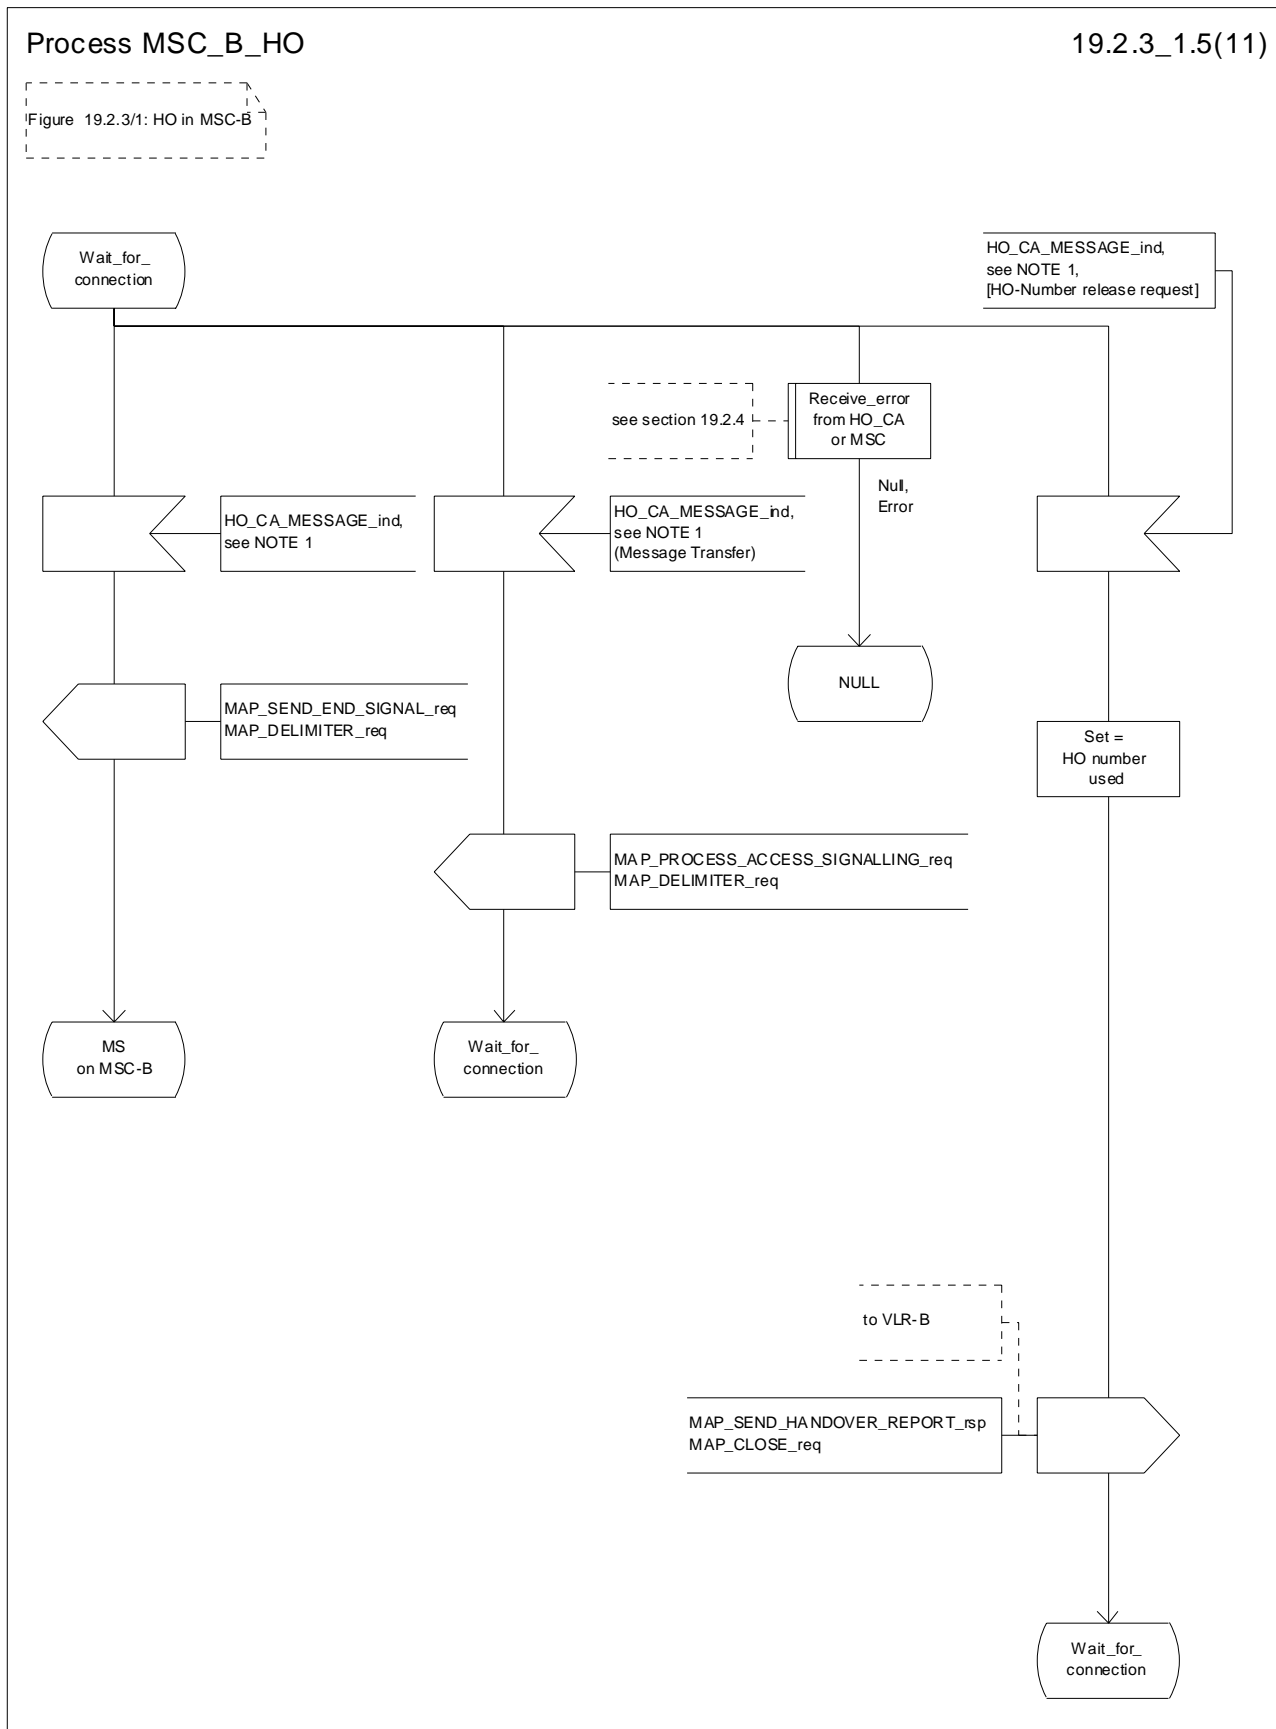 Process MSC_B_HO
19.2.3_1.5(11)
Figure 19.2.3/1: HO in MSC-B
Wait_for_
connection
HO_CA_MESSAGE_ind,
see NOTE 1,
[HO-Number release request]
see section 19.2.4
Receive_error
from HO_CA
or MSC
Null,
Error
HO_CA_MESSAGE_ind,
see NOTE 1
HO_CA_MESSAGE_ind,
see NOTE 1
(Message Transfer)
NULL
MAP_SEND_END_SIGNAL_req
MAP_DELIMITER_req
Set =
HO number
used
MAP_PROCESS_ACCESS_SIGNALLING_req
MAP_DELIMITER_req
MS
on MSC-B
Wait_for_
connection
to VLR-B
MAP_SEND_HANDOVER_REPORT_rsp
MAP_CLOSE_req
Wait_for_
connection